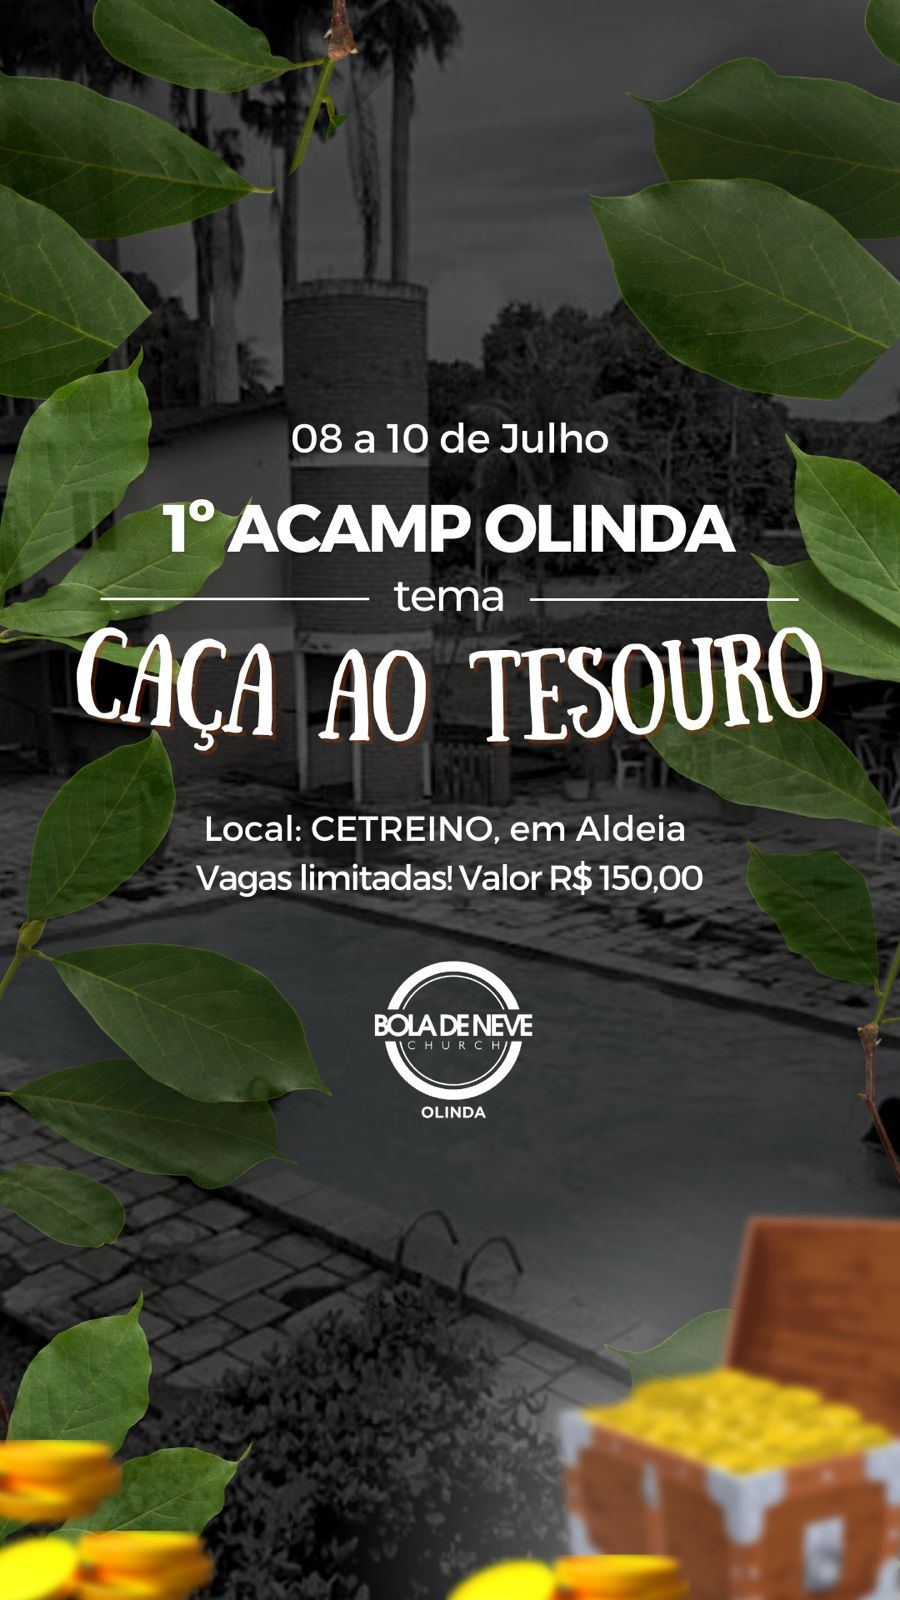 08 a 10 de Julho
1º ACAMP OLINDA
tema
CAÇA AO TESOURO
Local: CETREINO, em Aldeia
Vagas limitadas! Valor R$ 150,00
BOLA DE NEVE
CHURCH
OLINDA